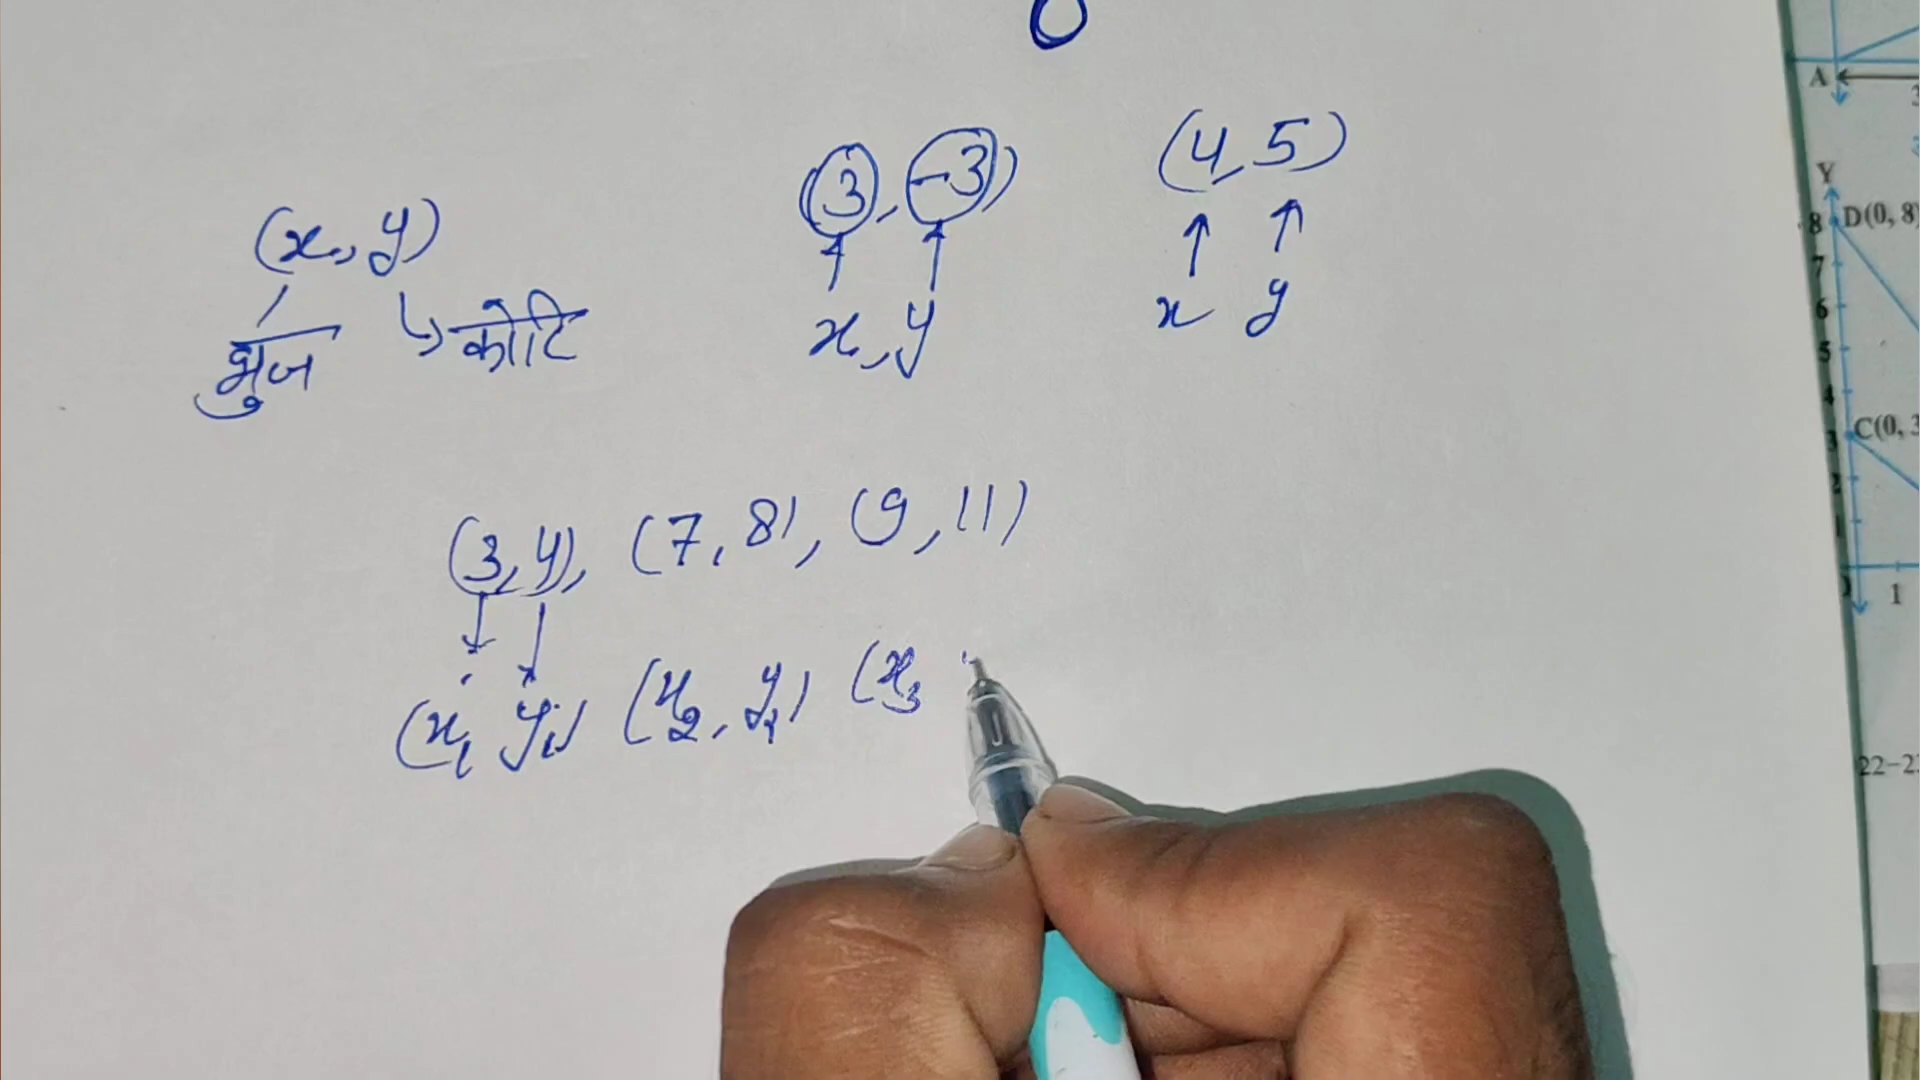 (3, -3) (4, 5)
(x, y)
भुज कोटि x, y x y
(3, 4), (7, 8), (9, 11)
(x₁ y₁) (x₂, y₂) (x₃
A
Y
8 D(0, 8)
7
6
5
4
3 C(0, 3
2
1
1
22-2